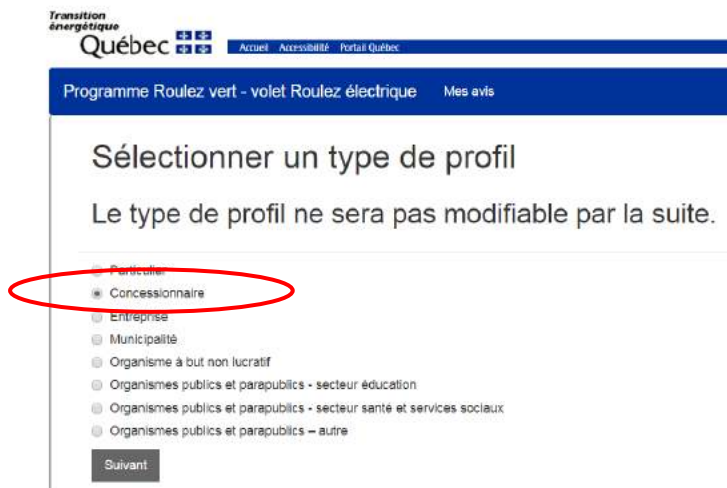 Transition
énergétique
Québec
Accueil Accessibilité Portail Québec
Programme Roulez vert - volet Roulez électrique Mes avis
Sélectionner un type de profil
Le type de profil ne sera pas modifiable par la suite.
Particulier
Concessionnaire
Entreprise
Municipalité
Organisme à but non lucratif
Organismes publics et parapublics - secteur éducation
Organismes publics et parapublics - secteur santé et services sociaux
Organismes publics et parapublics – autre
Suivant